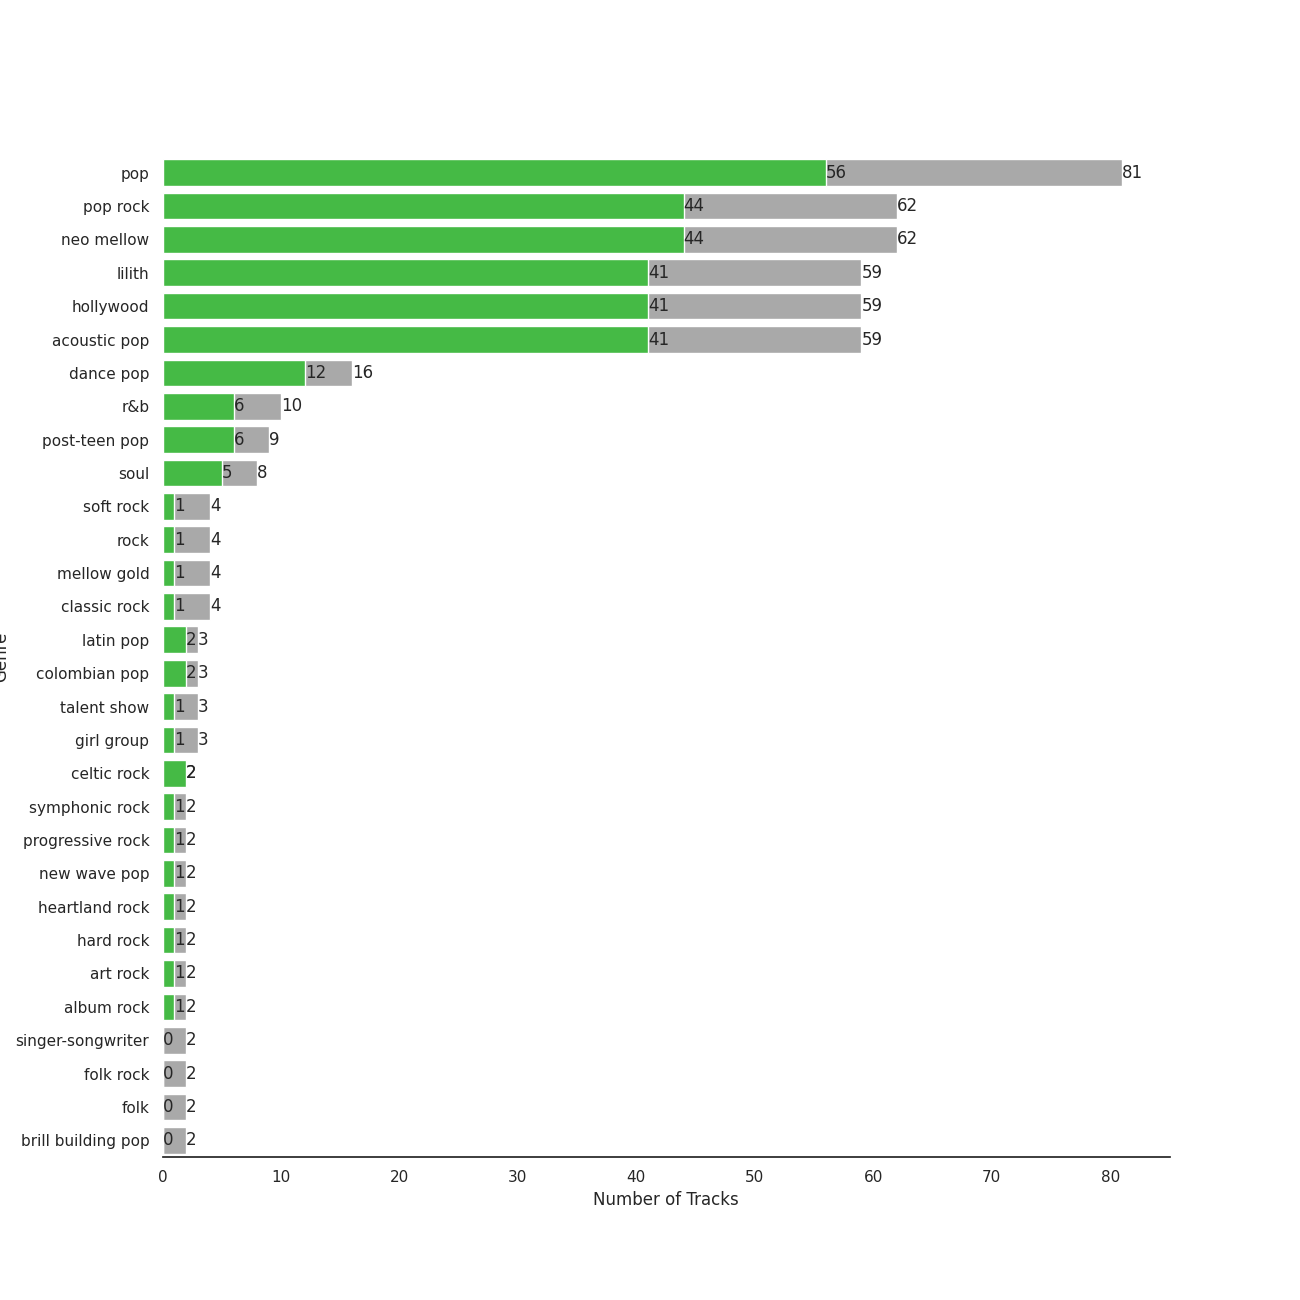 pop 56 81
pop rock 44 62
neo mellow 44 62
lilith 41 59
hollywood 41 59
acoustic pop 41 59
dance pop 12 16
r&b 6 10
post-teen pop 6 9
soul 5 8
soft rock 1 4
rock 1 4
mellow gold 1 4
classic rock 1 4
latin pop 2 3
colombian pop 2 3
talent show 1 3
girl group 1 3
celtic rock 2
symphonic rock 1 2
progressive rock 1 2
new wave pop 1 2
heartland rock 1 2
hard rock 1 2
art rock 1 2
album rock 1 2
singer-songwriter 0 2
folk rock 0 2
folk 0 2
brill building pop 0 2
Genre
0 10 20 30 40 50 60 70 80
Number of Tracks